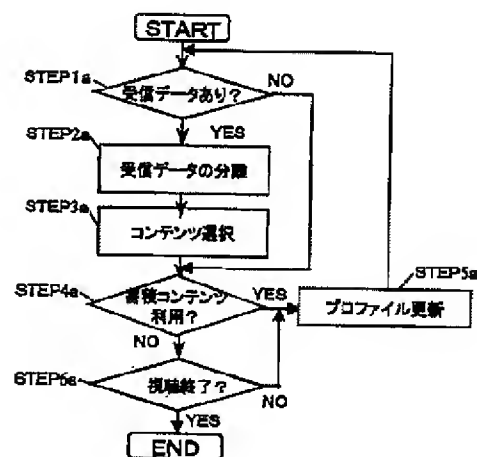 START
STEP1a
受信データあり?
NO
YES
STEP2a
受信データの分離
STEP3a
コンテンツ選択
STEP4a
蓄積コンテンツ
利用?
YES
STEP5a
プロファイル更新
NO
STEP6a
視聴終了?
NO
YES
END